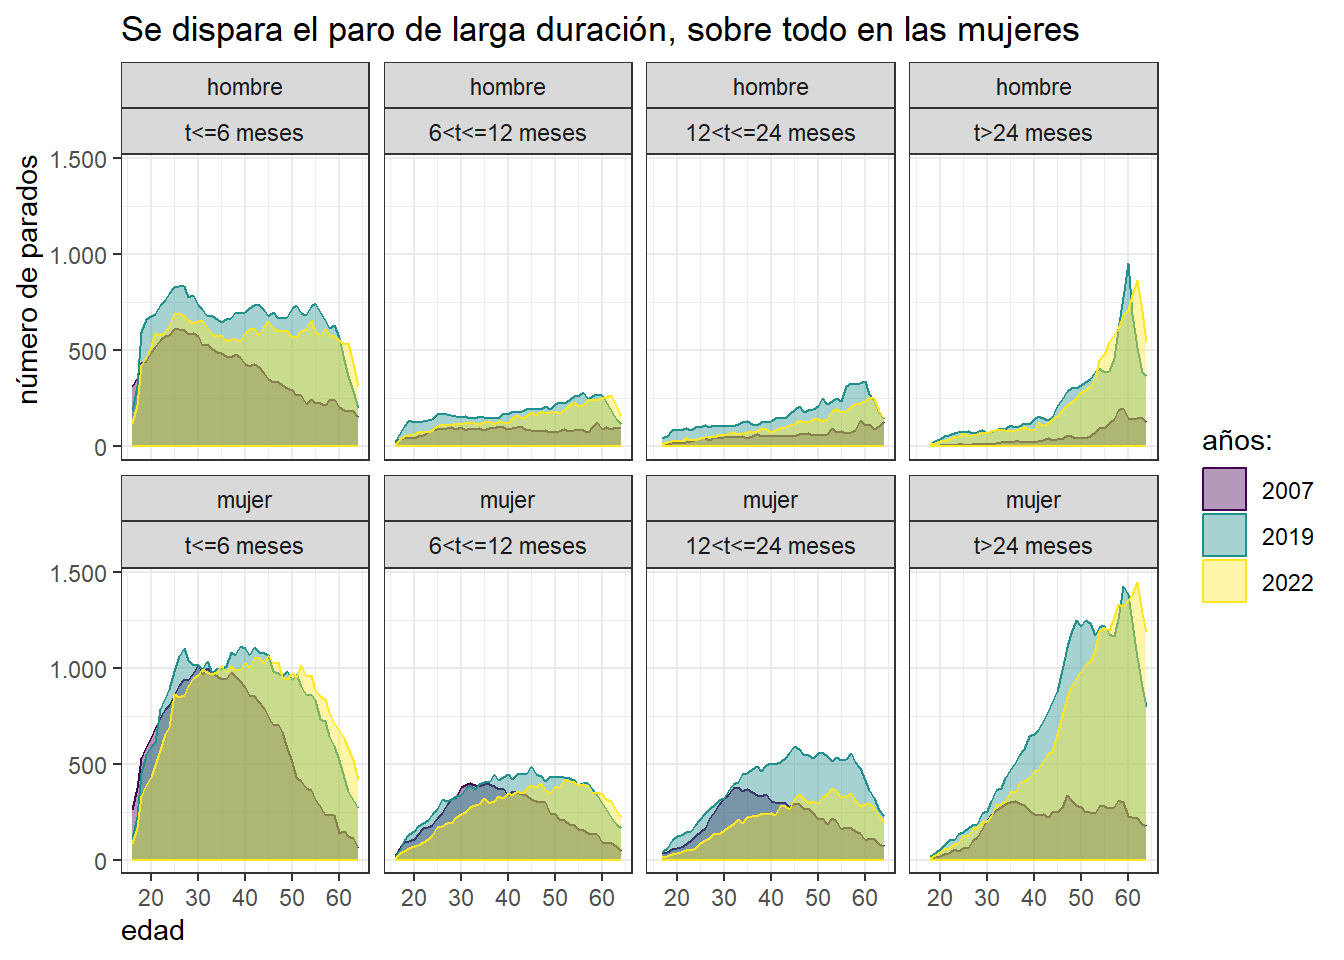 Se dispara el paro de larga duración, sobre todo en las mujeres
hombre hombre hombre hombre
t<=6 meses 6<t<=12 meses 12<t<=24 meses t>24 meses
número de parados
1.500
1.000
500
0
mujer mujer mujer mujer
t<=6 meses 6<t<=12 meses 12<t<=24 meses t>24 meses
1.500
1.000
500
0
20 30 40 50 60 20 30 40 50 60 20 30 40 50 60 20 30 40 50 60
edad
años:
2007
2019
2022